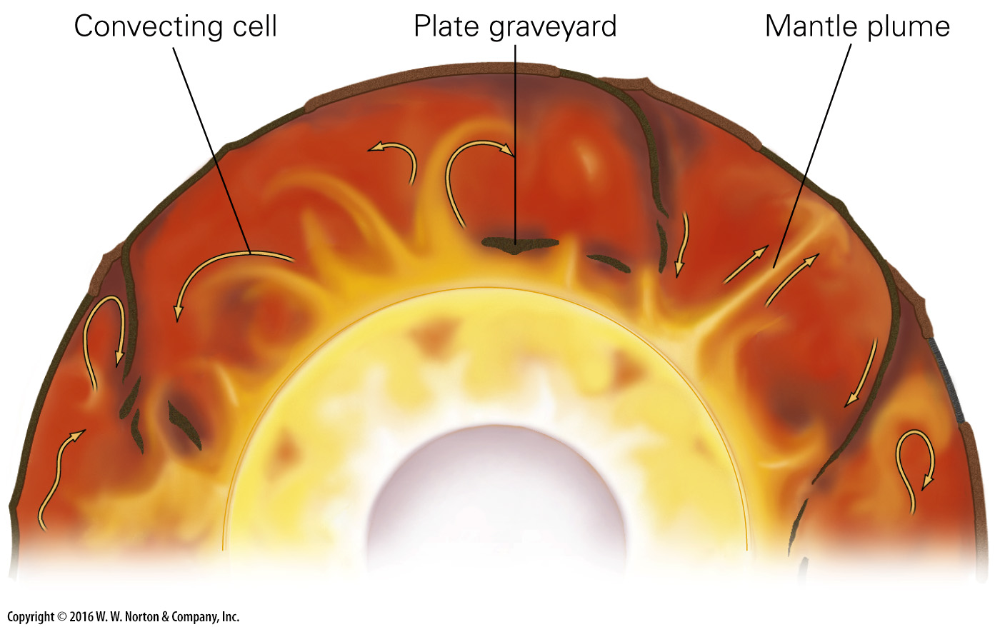 Convecting cell
Plate graveyard
Mantle plume
Copyright © 2016 W. W. Norton & Company, Inc.